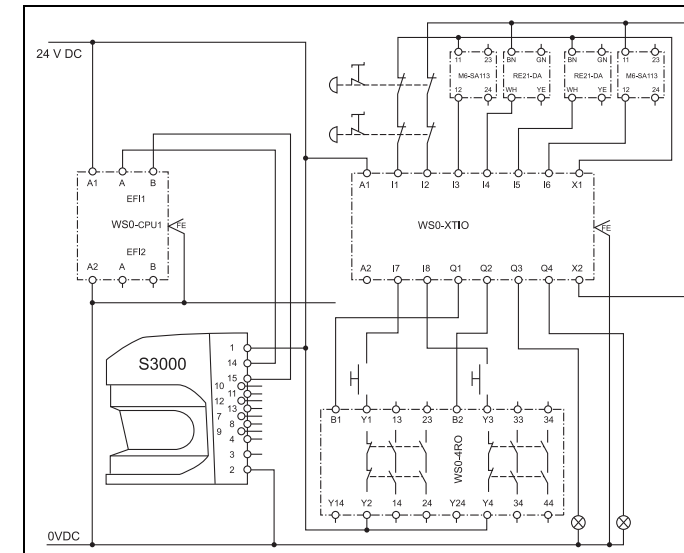 24 V DC
11 23
M6-SA113
12 24
BN GN
RE21-DA
WH YE
BN GN
RE21-DA
WH YE
11 23
M6-SA113
12 24
A1 A B
EFI1
WS0-CPU1
FE
EFI2
A2 A B
A1 I1 I2 I3 I4 I5 I6 X1
WS0-XTIO
FE
A2 I7 I8 Q1 Q2 Q3 Q4 X2
S3000
1
14
15
10
11
12
13
7
8
9
4
3
2
B1 Y1 13 23 B2 Y3 33 34
WS0-4RO
Y14 Y2 14 24 Y24 Y4 34 44
0VDC